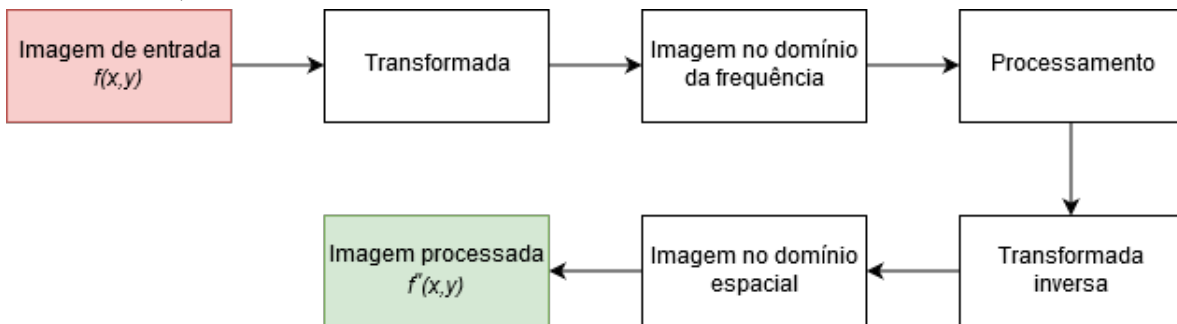 Imagem de entrada
f(x,y)
Transformada
Imagem no domínio
da frequência
Processamento
Imagem processada
f"(x,y)
Imagem no domínio
espacial
Transformada
inversa